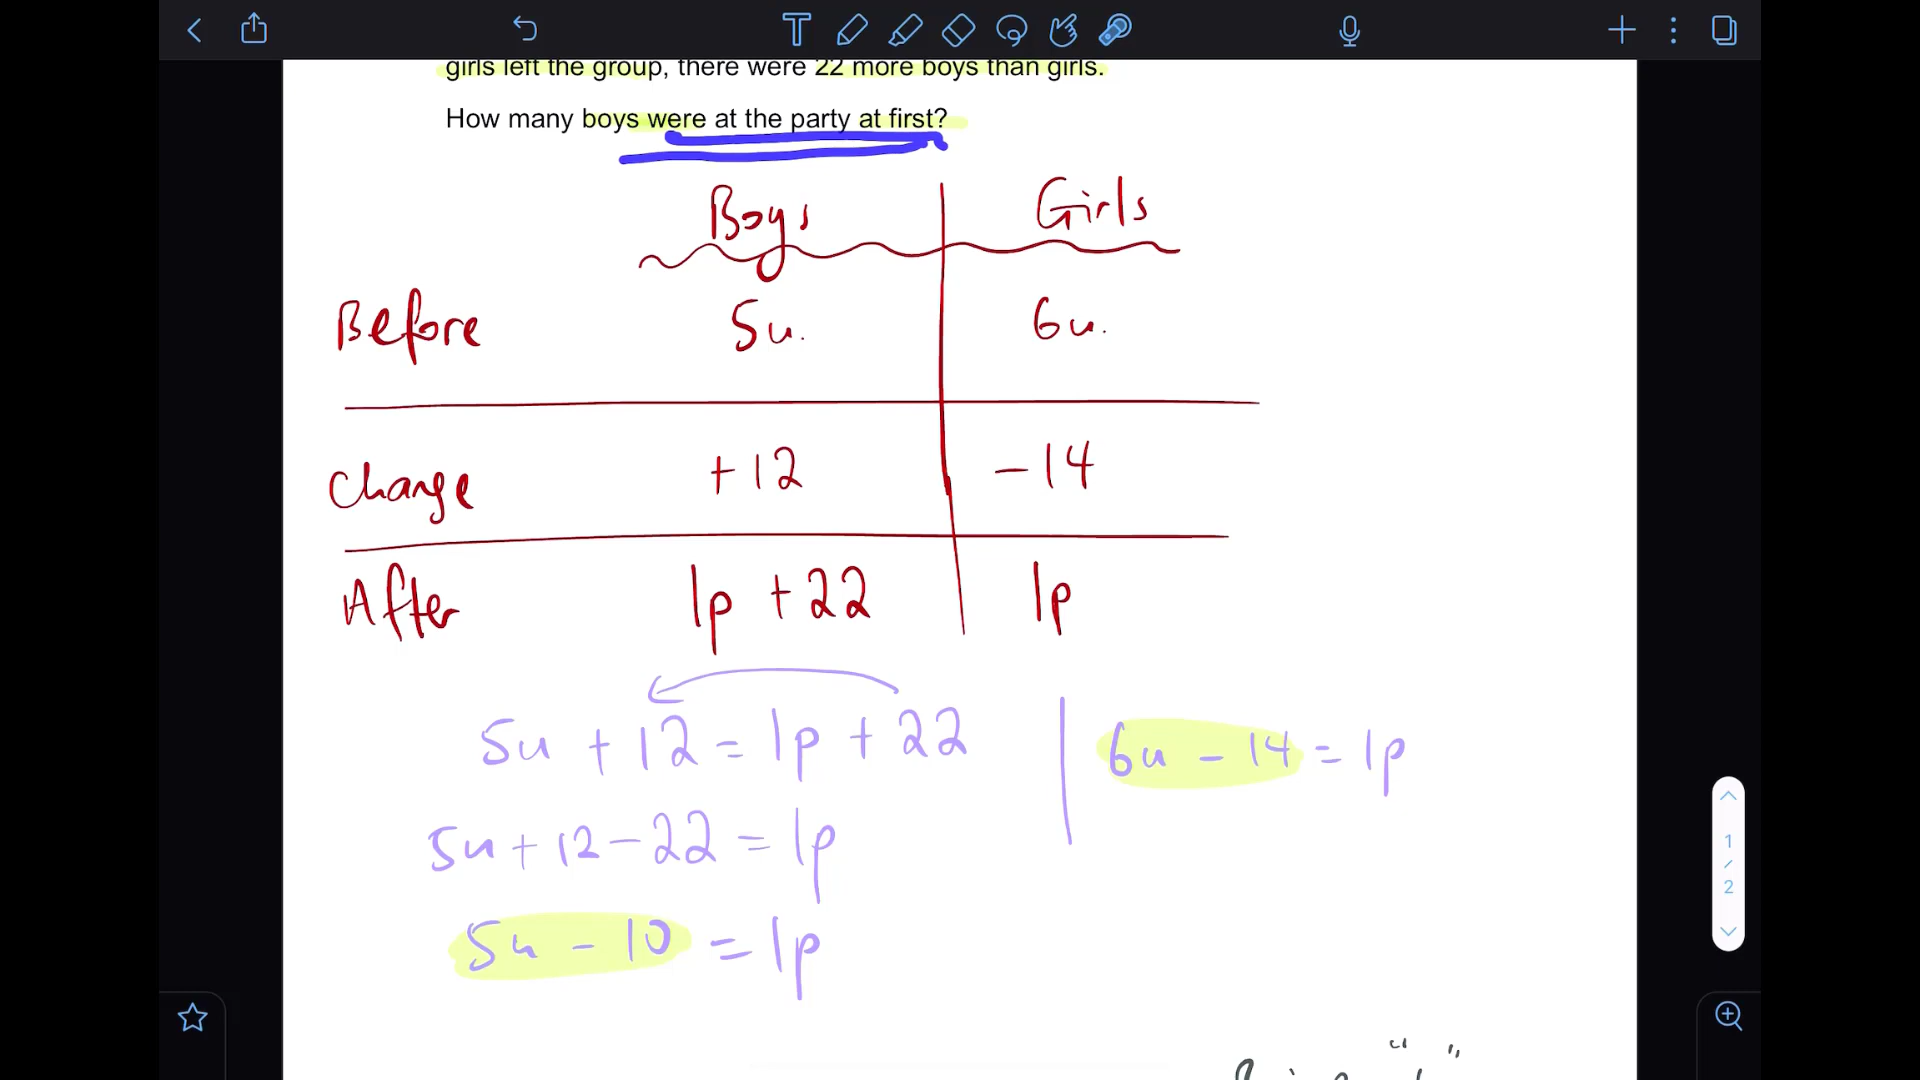 girls left the group, there were 22 more boys than girls.
How many boys were at the party at first?
Boys Girls
Before 5u. 6u.
Change +12 -14
After 1p +22 1p
5u + 12 = 1p + 22 6u - 14 = 1p
5u + 12 - 22 = 1p
5u - 10 = 1p
1
/
2